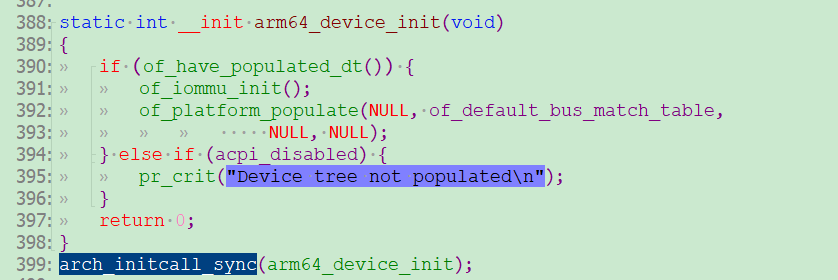 388: static int __init arm64_device_init(void)
389: {
390: » if (of_have_populated_dt()) {
391: » » of_iommu_init();
392: » » of_platform_populate(NULL, of_default_bus_match_table,
393: » » » » ·····NULL, NULL);
394: » } else if (acpi_disabled) {
395: » » pr_crit("Device tree not populated\n");
396: » }
397: » return 0;
398: }
399: arch_initcall_sync(arm64_device_init);